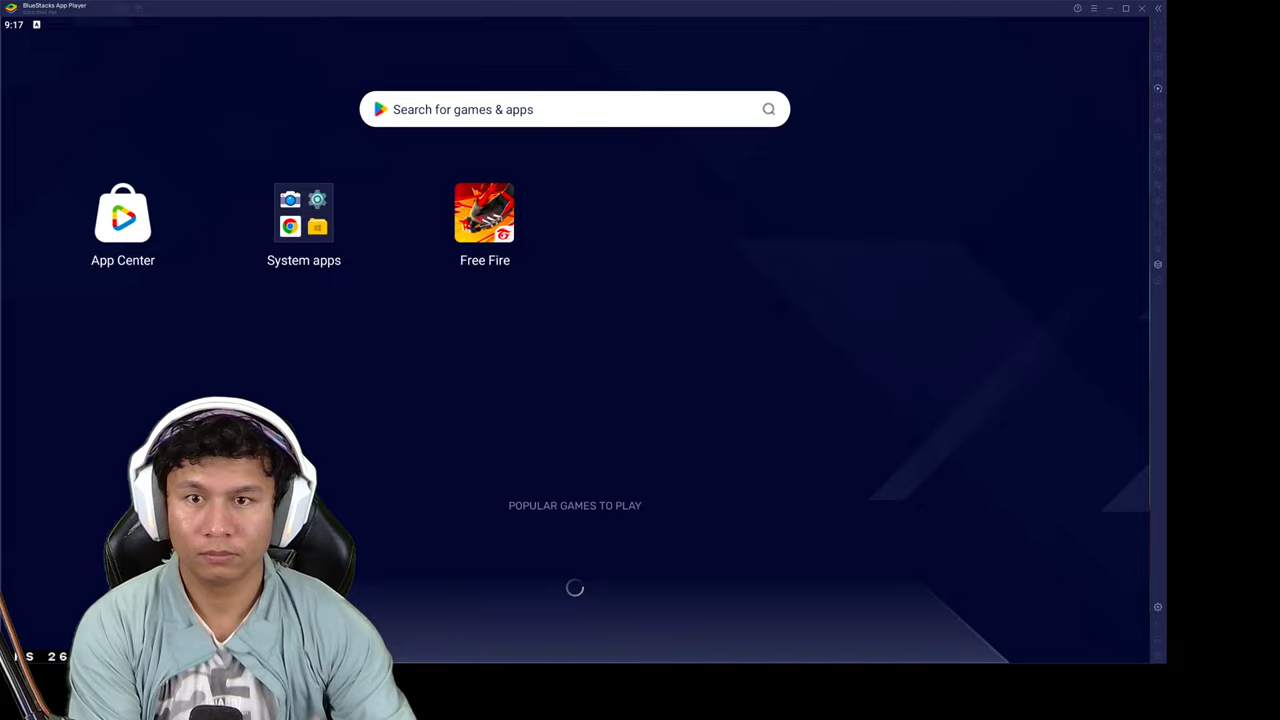 BlueStacks App Player
9:17
Search for games & apps
App Center
System apps
Free Fire
POPULAR GAMES TO PLAY
26